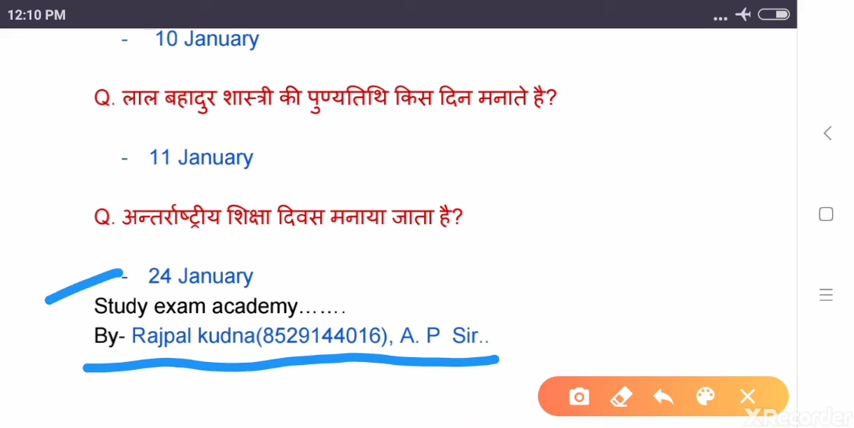 12:10 PM
- 10 January
Q. लाल बहादुर शास्त्री की पुण्यतिथि किस दिन मनाते है?
- 11 January
Q. अन्तर्राष्ट्रीय शिक्षा दिवस मनाया जाता है?
- 24 January
Study exam academy.......
By- Rajpal kudna(8529144016), A. P Sir..
XRecorder